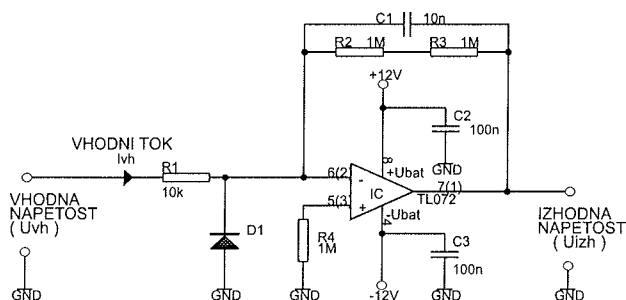 C1 10n
R2 1M R3 1M
+12V
C2
100n
GND
VHODNI TOK
Ivh
R1
10k
8
+Ubat
6(2) -
IC
7(1)
TL072
5(3) +
-Ubat
4
VHODNA
NAPETOST
( Uvh )
D1
R4
1M
C3
100n
IZHODNA
NAPETOST
( Uizh )
GND
GND
GND
-12V
GND
GND